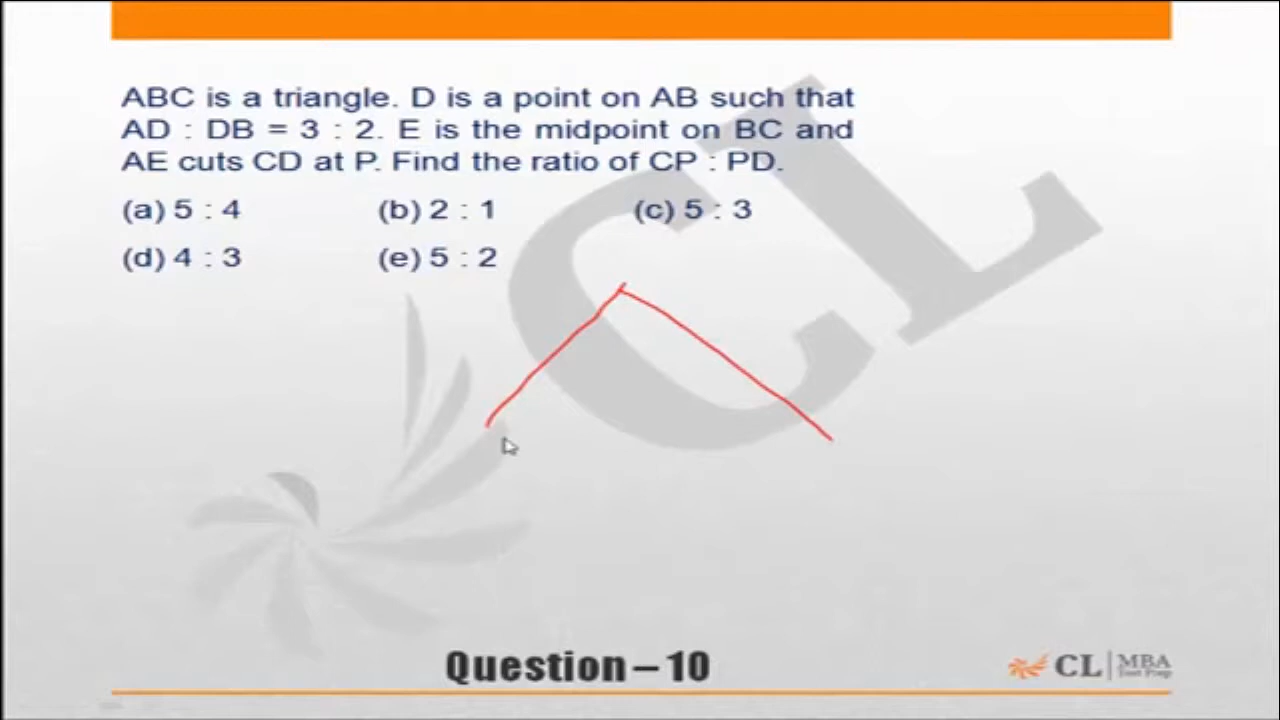 ABC is a triangle. D is a point on AB such that
AD : DB = 3 : 2. E is the midpoint on BC and
AE cuts CD at P. Find the ratio of CP : PD.
(a) 5 : 4 (b) 2 : 1 (c) 5 : 3
(d) 4 : 3 (e) 5 : 2
CL
Question – 10
CL MBA
Test Prep